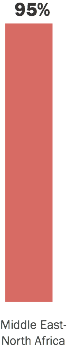 95%
Middle East-
North Africa